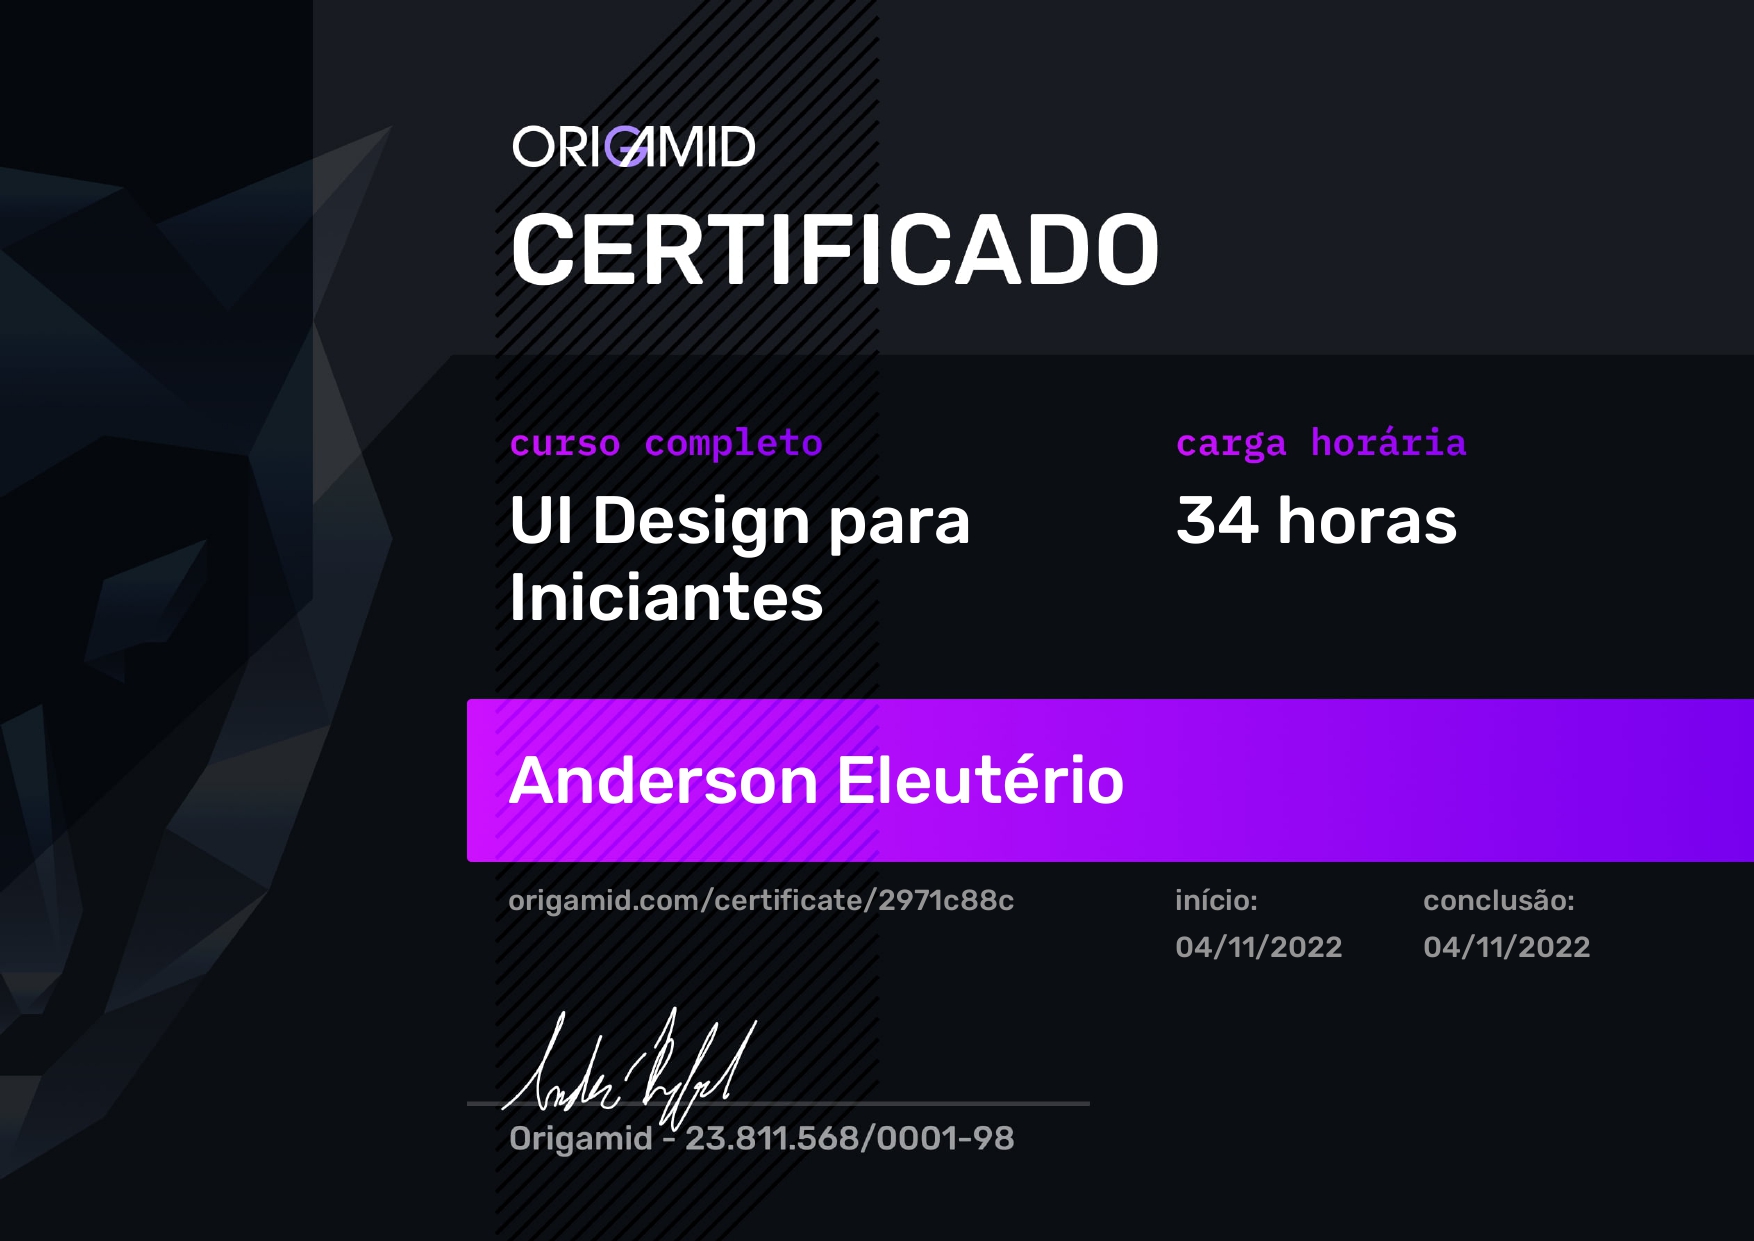 ORIGAMID
CERTIFICADO
curso completo
UI Design para
Iniciantes
carga horária
34 horas
Anderson Eleutério
origamid.com/certificate/2971c88c
início:
04/11/2022
conclusão:
04/11/2022
Origamid - 23.811.568/0001-98